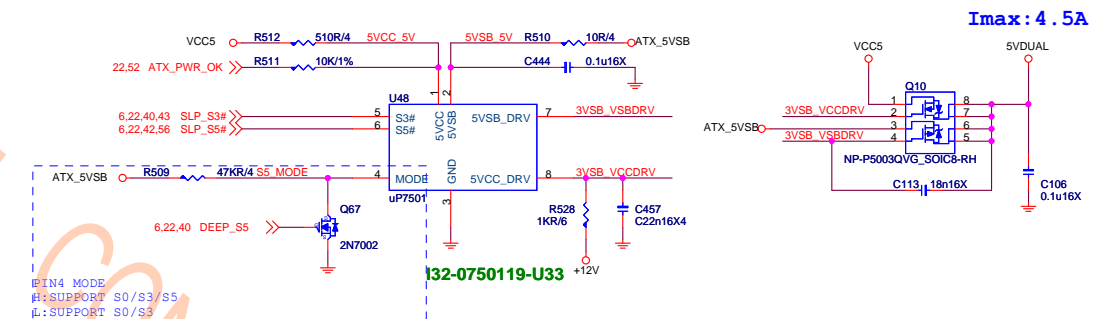 Imax:4.5A
VCC5 R512 510R/4 5VCC_5V 5VSB_5V R510 10R/4 ATX_5VSB VCC5 5VDUAL
22,52 ATX_PWR_OK R511 10K/1% C444 0.1u16X
U48 Q10
1 2
6,22,40,43 SLP_S3# 5 S3# 5VCC 5VSB 5VSB_DRV 7 3VSB_VSBDRV
6,22,42,56 SLP_S5# 6 S5#
1 8
3VSB_VCCDRV 2 7
ATX_5VSB 3 6
3VSB_VSBDRV 4 5
NP-P5003QVG_SOIC8-RH
ATX_5VSB R509 47KR/4 S5_MODE 4 MODE GND 5VCC_DRV 8 3VSB_VCCDRV
uP7501
3
C113 18n16X C106
0.1u16X
Q67
6,22,40 DEEP_S5
2N7002
R528
1KR/6
C457
C22n16X4
I32-0750119-U33 +12V
PIN4 MODE
H:SUPPORT S0/S3/S5
L:SUPPORT S0/S3